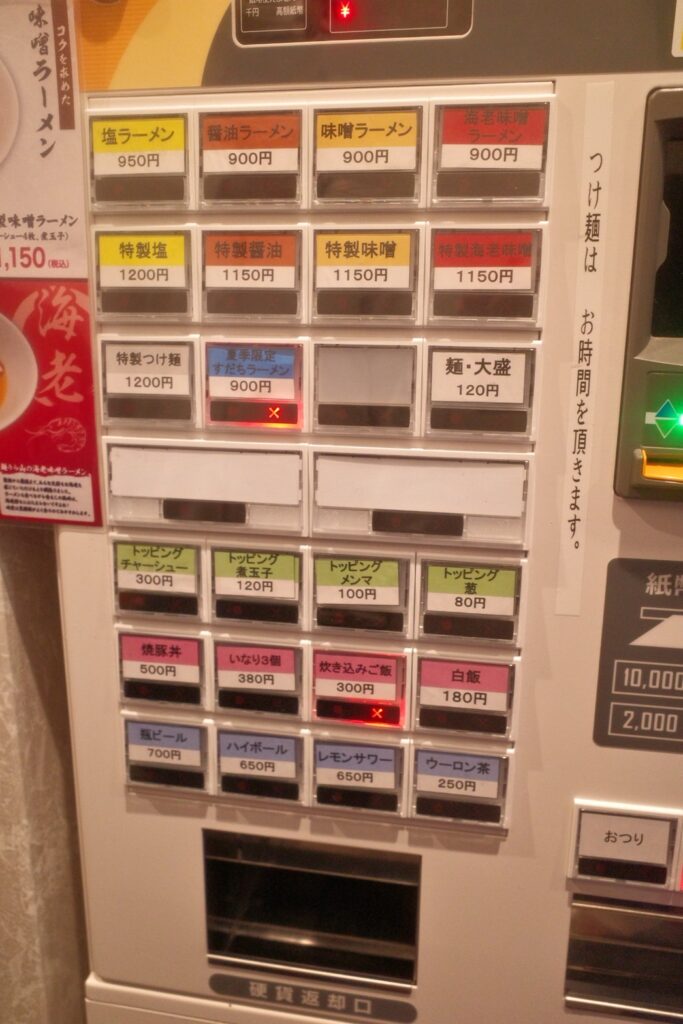 千円 高額紙幣
¥
コクを求めた
味噌ラーメン
味噌ラーメン
煮玉子)
1,150(税込)
海老
塩ラーメン
950円
醤油ラーメン
900円
味噌ラーメン
900円
海老味噌
ラーメン
900円
特製塩
1200円
特製醤油
1150円
特製味噌
1150円
特製海老味噌
1150円
特製つけ麺
1200円
夏季限定
すだちラーメン
900円
×
麺・大盛
120円
トッピング
チャーシュー
300円
トッピング
煮玉子
120円
トッピング
メンマ
100円
トッピング
葱
80円
焼豚丼
500円
いなり3個
380円
炊き込みご飯
300円
×
白飯
180円
瓶ビール
700円
ハイボール
650円
レモンサワー
650円
ウーロン茶
250円
硬貨返却口
つけ麺は お時間を頂きます。
紙幣
10,000
2,000
おつり